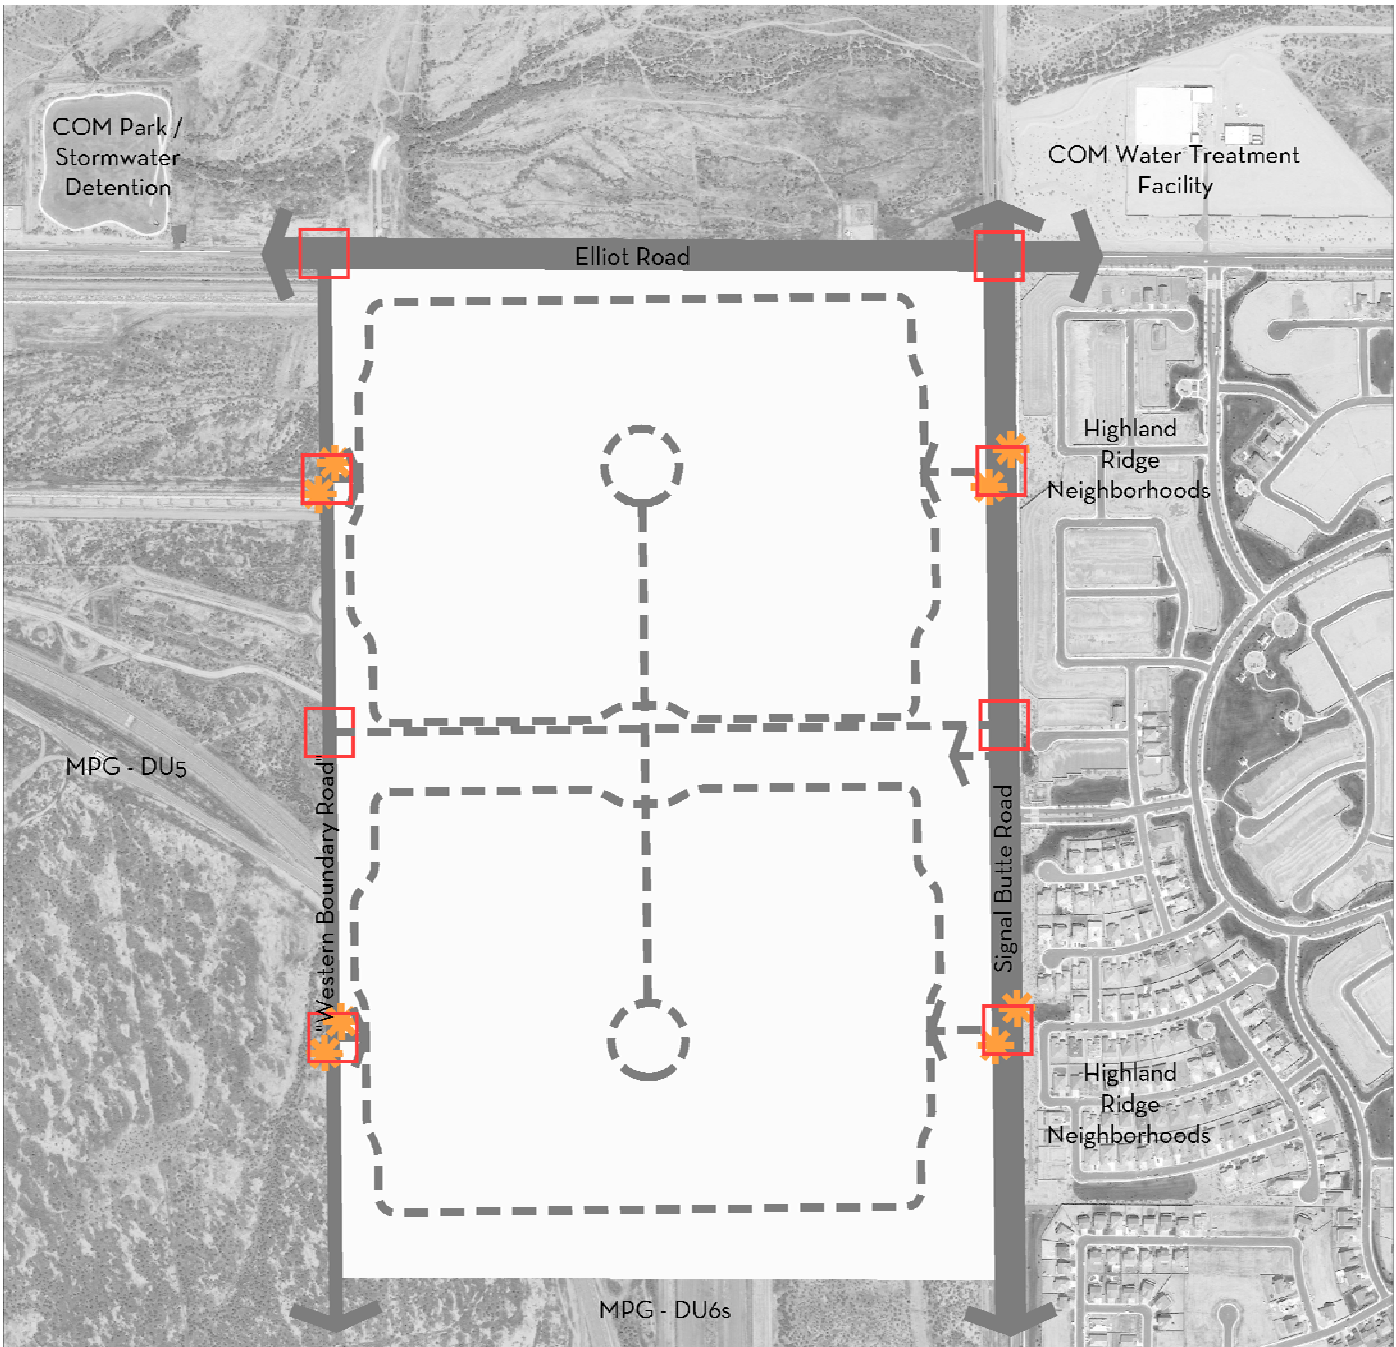 COM Park /
Stormwater
Detention
COM Water Treatment
Facility
Elliot Road
Highland
Ridge
Neighborhoods
MPG - DU5
"Western Boundary Road"
Signal Butte Road
Highland
Ridge
Neighborhoods
MPG - DU6s